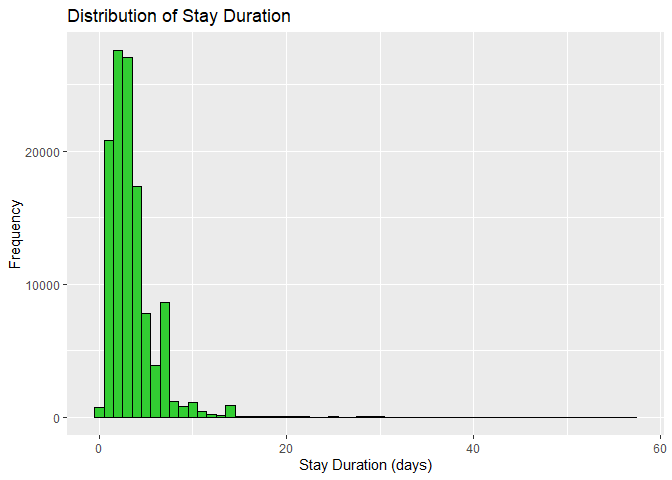 Distribution of Stay Duration
Frequency
20000
10000
0
0 20 40 60
Stay Duration (days)